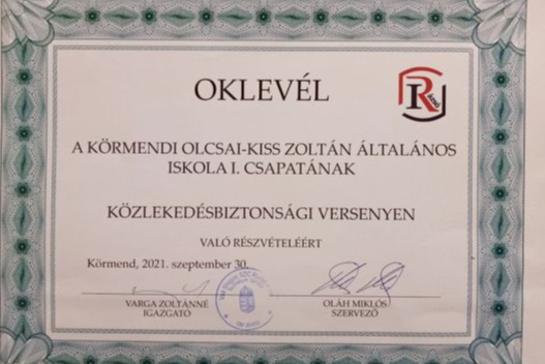 OKLEVÉL
A KÖRMENDI OLCSAI-KISS ZOLTÁN ÁLTALÁNOS
ISKOLA I. CSAPATÁNAK
KÖZLEKEDÉSBIZTONSÁGI VERSENYEN
VALÓ RÉSZVÉTELÉÉRT
Körmend, 2021. szeptember 30.
VARGA ZOLTÁNNÉ
IGAZGATÓ
OLÁH MIKLÓS
SZERVEZŐ